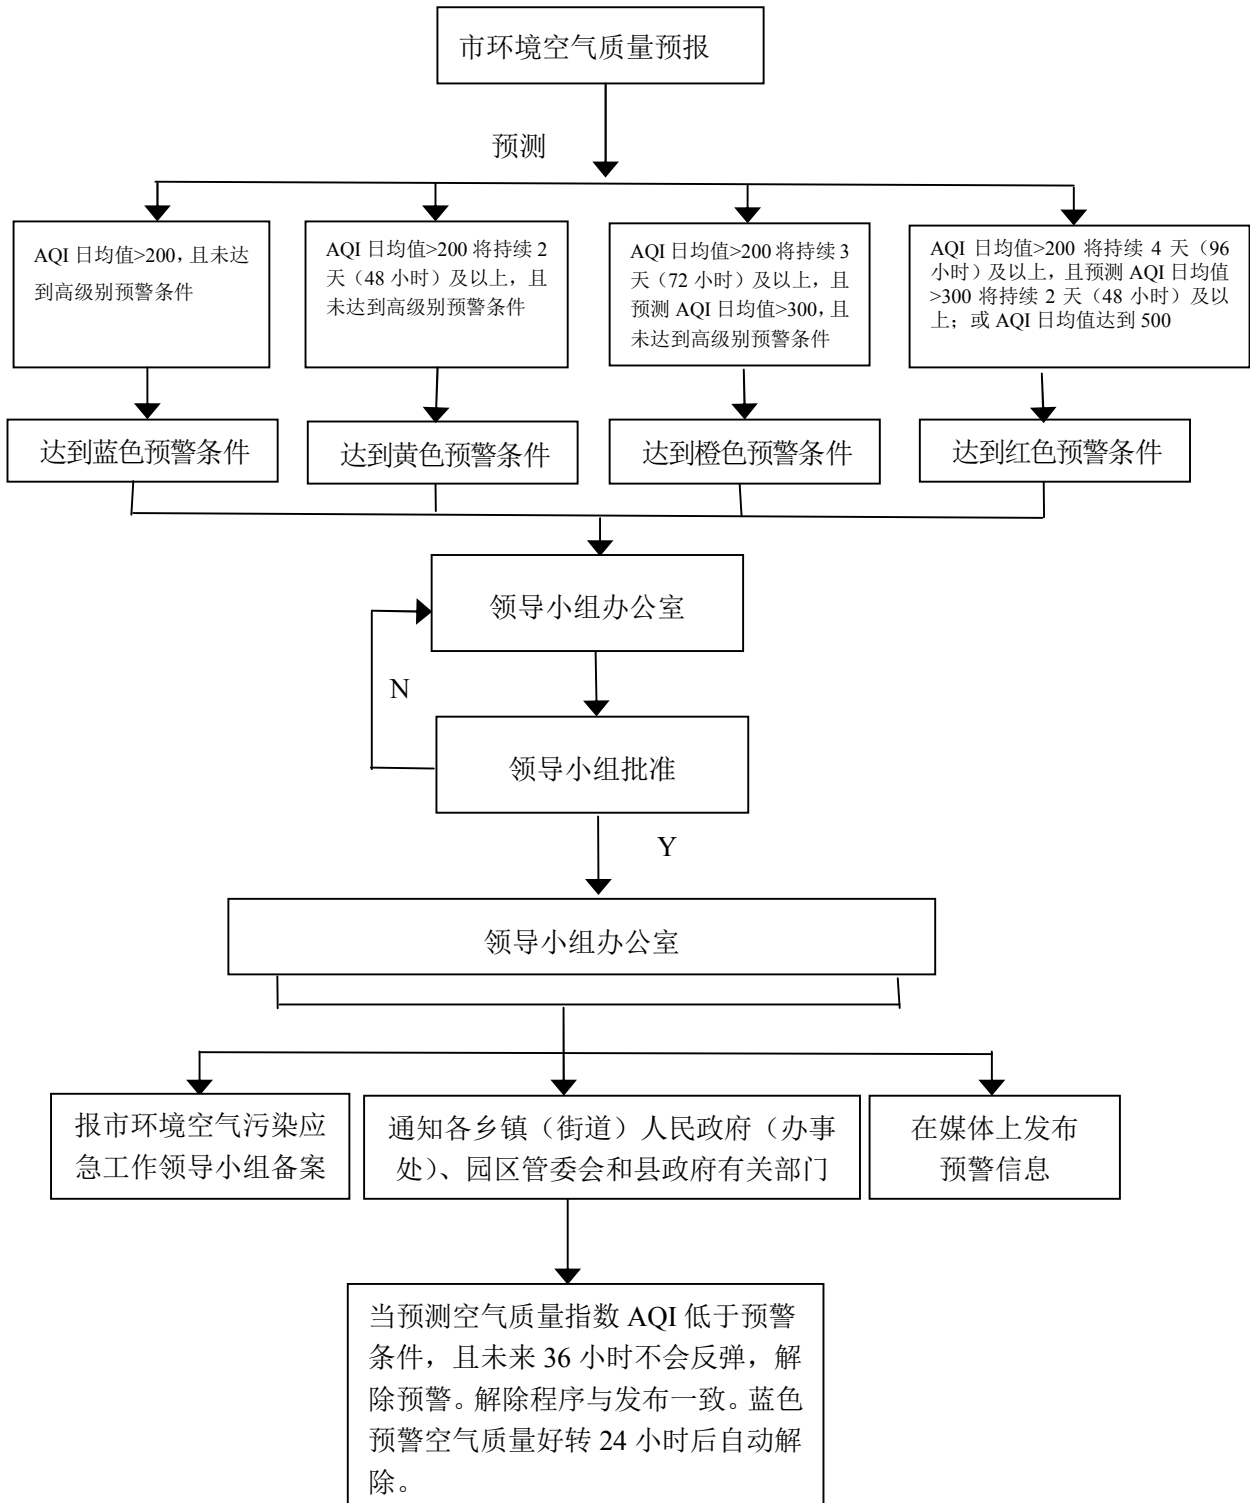 市环境空气质量预报
预测
AQI 日均值>200，且未达
到高级别预警条件
AQI 日均值>200 将持续 2
天（48 小时）及以上，且
未达到高级别预警条件
AQI 日均值>200 将持续 3
天（72 小时）及以上，且
预测 AQI 日均值>300，且
未达到高级别预警条件
AQI 日均值>200 将持续 4 天（96
小时）及以上，且预测 AQI 日均值
>300 将持续 2 天（48 小时）及以
上；或 AQI 日均值达到 500
达到蓝色预警条件
达到黄色预警条件
达到橙色预警条件
达到红色预警条件
领导小组办公室
N
领导小组批准
Y
领导小组办公室
报市环境空气污染应
急工作领导小组备案
通知各乡镇（街道）人民政府（办事
处）、园区管委会和县政府有关部门
在媒体上发布
预警信息
当预测空气质量指数 AQI 低于预警
条件，且未来 36 小时不会反弹，解
除预警。解除程序与发布一致。蓝色
预警空气质量好转 24 小时后自动解
除。